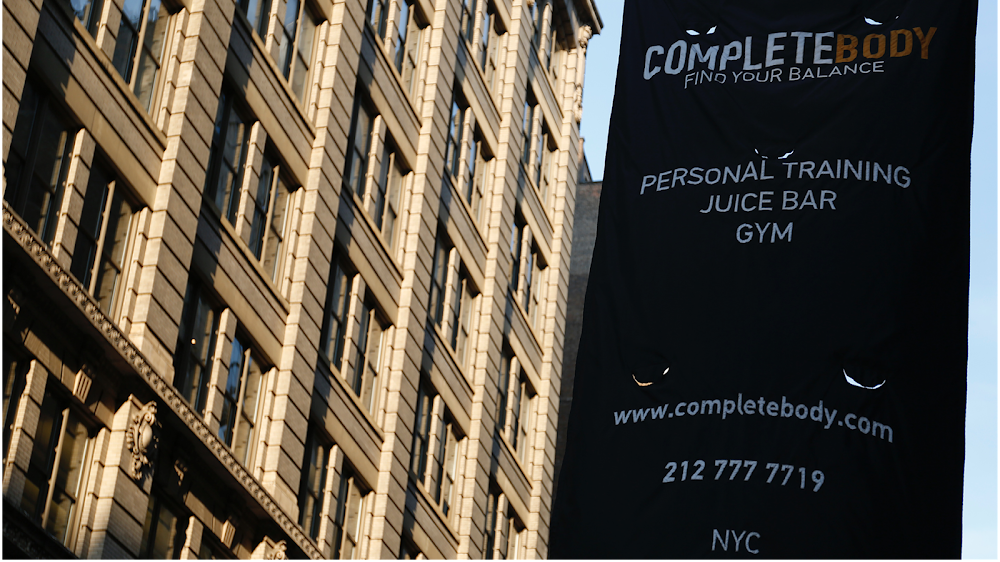 COMPLETEBODY
FIND YOUR BALANCE
PERSONAL TRAINING
JUICE BAR
GYM
www.completebody.com
212 777 7719
NYC